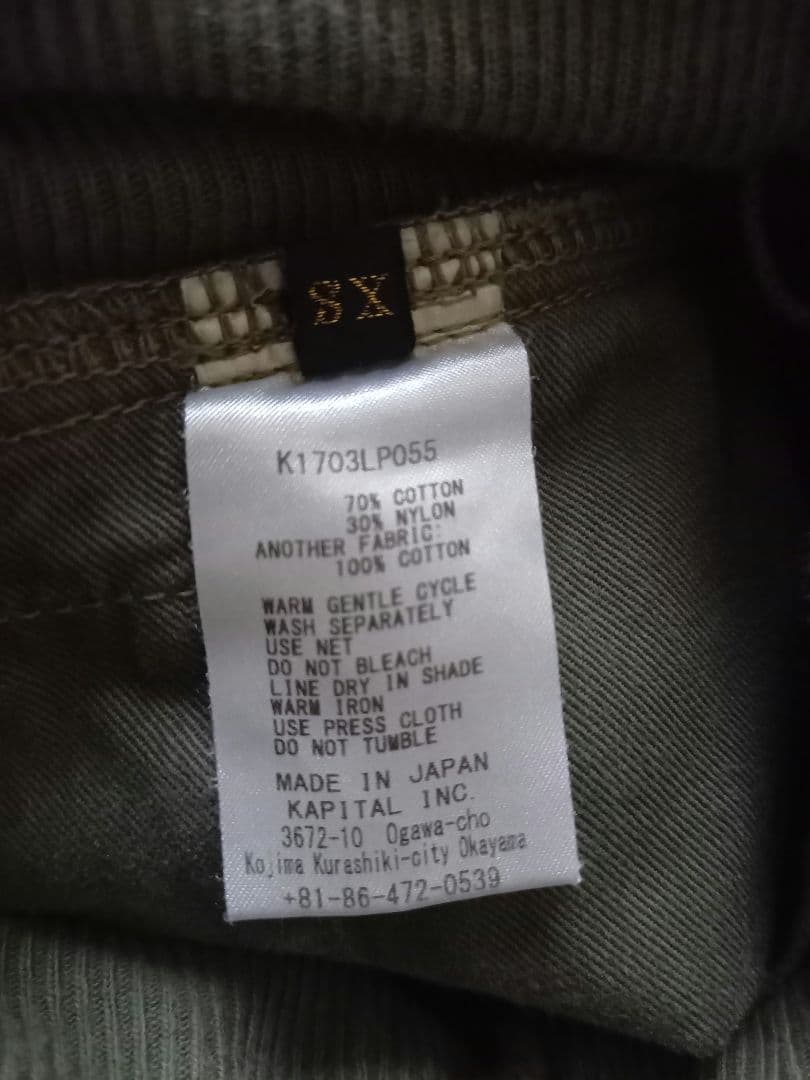 XS
K1703LP055
70% COTTON
30% NYLON
ANOTHER FABRIC:
100% COTTON
WARM GENTLE CYCLE
WASH SEPARATELY
USE NET
DO NOT BLEACH
LINE DRY IN SHADE
WARM IRON
USE PRESS CLOTH
DO NOT TUMBLE
MADE IN JAPAN
KAPITAL INC.
3672-10 Ogawa-cho
Kojima Kurashiki-city Okayama
+81-86-472-0539